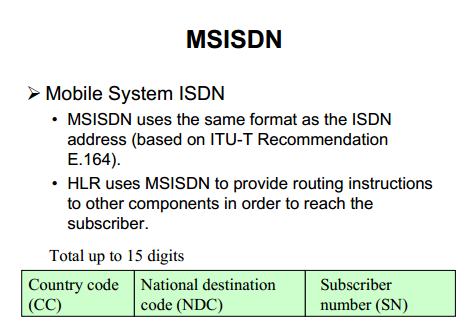 MSISDN
➢ Mobile System ISDN
• MSISDN uses the same format as the ISDN
address (based on ITU-T Recommendation
E.164).
• HLR uses MSISDN to provide routing instructions
to other components in order to reach the
subscriber.
Total up to 15 digits
Country code
(CC)
National destination
code (NDC)
Subscriber
number (SN)